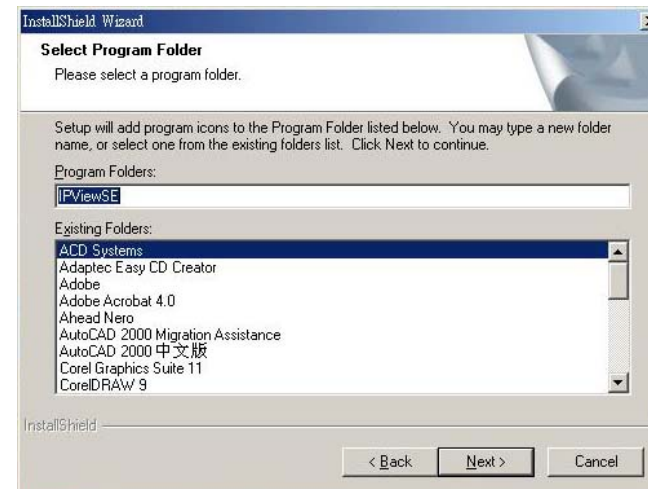 InstallShield Wizard
Select Program Folder
Please select a program folder.
Setup will add program icons to the Program Folder listed below. You may type a new folder
name, or select one from the existing folders list. Click Next to continue.
Program Folders:
IPViewSE
Existing Folders:
ACD Systems
Adaptec Easy CD Creator
Adobe
Adobe Acrobat 4.0
Ahead Nero
AutoCAD 2000 Migration Assistance
AutoCAD 2000 中文版
Corel Graphics Suite 11
CorelDRAW 9
InstallShield
< Back Next > Cancel